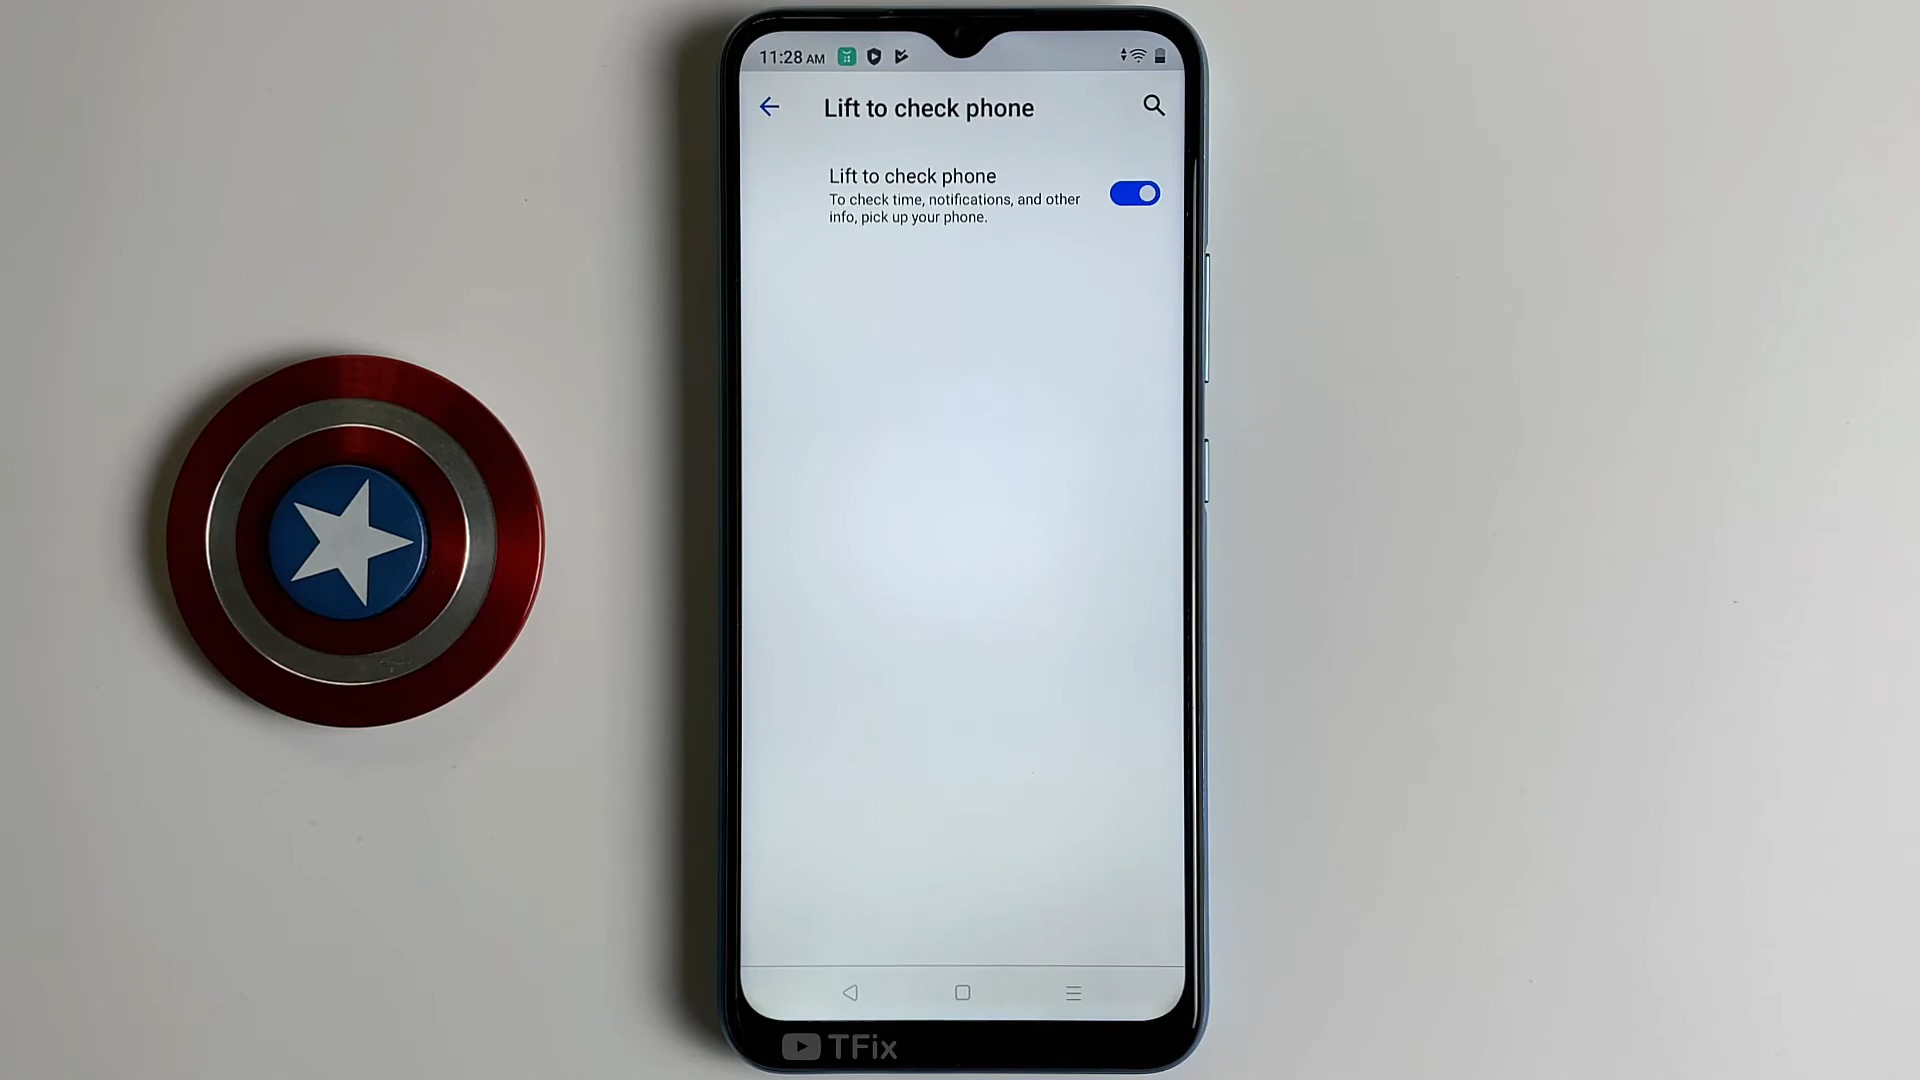 11:28 AM
Lift to check phone
Lift to check phone
To check time, notifications, and other
info, pick up your phone.
TFix